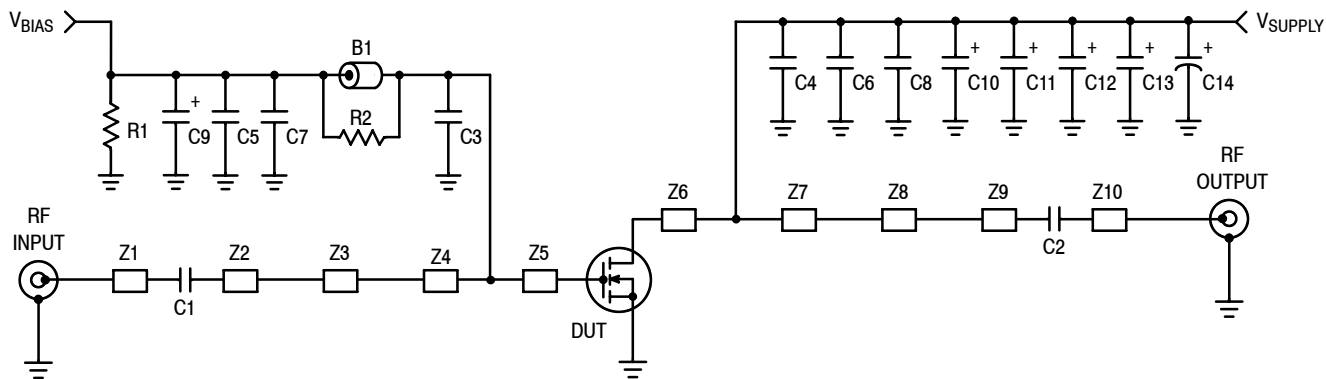 VBIAS
VSUPPLY
B1
R1
+
C9
C5
C7
R2
C3
C4
C6
C8
+
C10
+
C11
+
C12
+
C13
+
C14
RF
INPUT
Z1
C1
Z2
Z3
Z4
Z5
DUT
Z6
Z7
Z8
Z9
C2
Z10
RF
OUTPUT